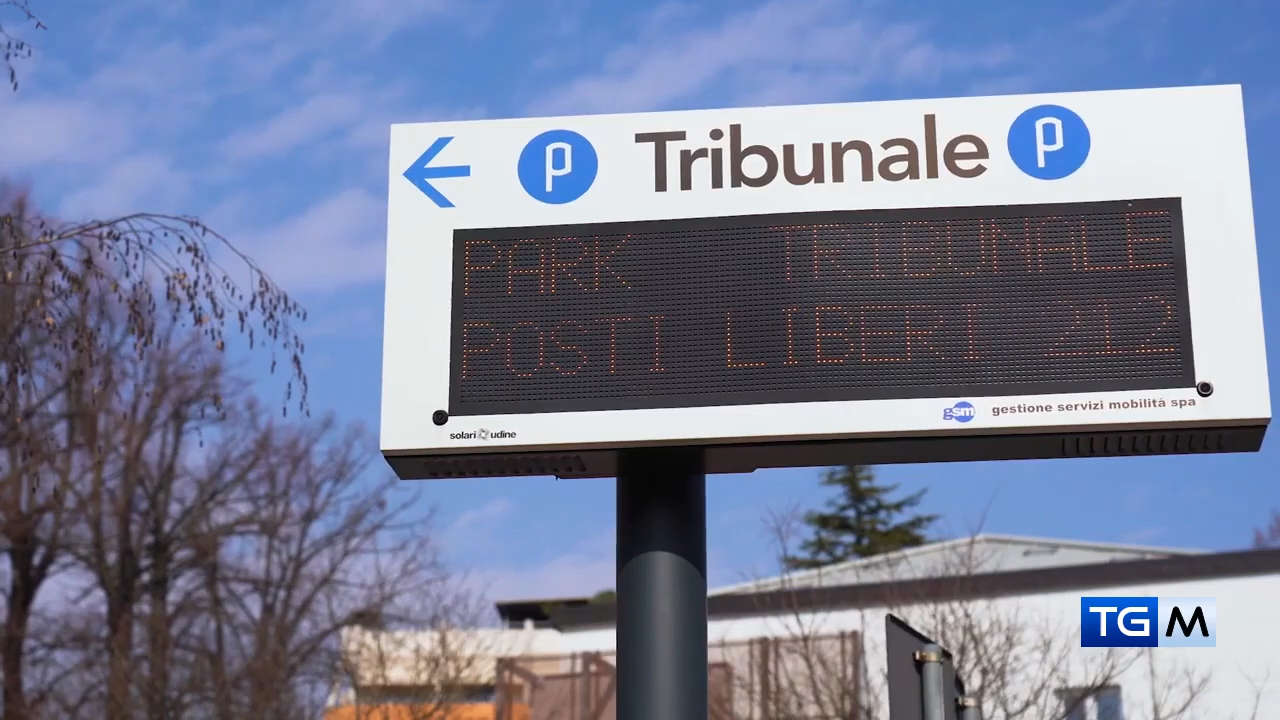 P Tribunale P
PARK TRIBUNALE
POSTI LIBERI 212
solari udine
gsm gestione servizi mobilità spa
TGM